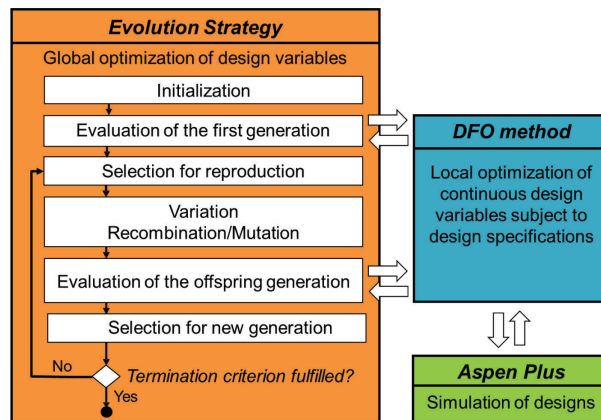 Evolution Strategy
Global optimization of design variables
Initialization
Evaluation of the first generation
Selection for reproduction
Variation
Recombination/Mutation
Evaluation of the offspring generation
Selection for new generation
No
Termination criterion fulfilled?
Yes
DFO method
Local optimization of
continuous design
variables subject to
design specifications
Aspen Plus
Simulation of designs